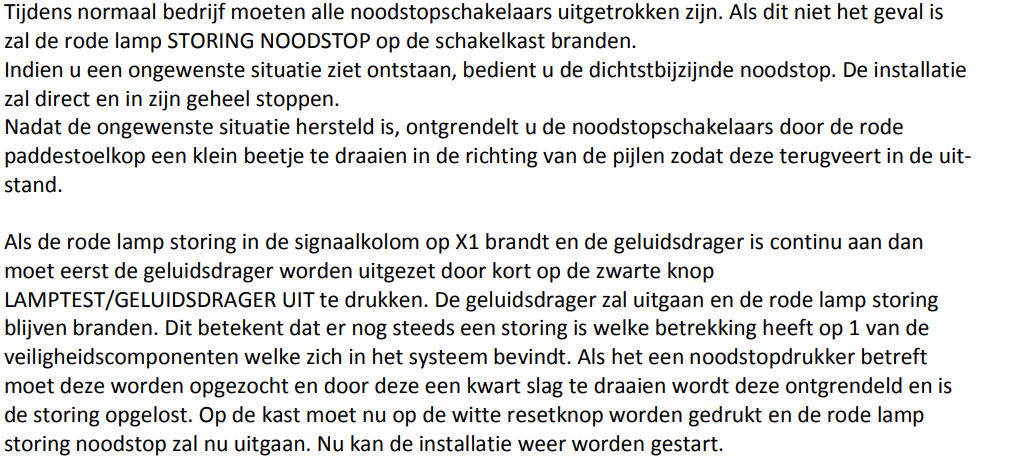 Tijdens normaal bedrijf moeten alle noodstopschakelaars uitgetrokken zijn. Als dit niet het geval is
zal de rode lamp STORING NOODSTOP op de schakelkast branden.
Indien u een ongewenste situatie ziet ontstaan, bedient u de dichtstbijzijnde noodstop. De installatie
zal direct en in zijn geheel stoppen.
Nadat de ongewenste situatie hersteld is, ontgrendelt u de noodstopschakelaars door de rode
paddestoelkop een klein beetje te draaien in de richting van de pijlen zodat deze terugveert in de uit-
stand.
Als de rode lamp storing in de signaalkolom op X1 brandt en de geluidsdrager is continu aan dan
moet eerst de geluidsdrager worden uitgezet door kort op de zwarte knop
LAMPTEST/GELUIDSDRAGER UIT te drukken. De geluidsdrager zal uitgaan en de rode lamp storing
blijven branden. Dit betekent dat er nog steeds een storing is welke betrekking heeft op 1 van de
veiligheidscomponenten welke zich in het systeem bevindt. Als het een noodstopdrukker betreft
moet deze worden opgezocht en door deze een kwart slag te draaien wordt deze ontgrendeld en is
de storing opgelost. Op de kast moet nu op de witte resetknop worden gedrukt en de rode lamp
storing noodstop zal nu uitgaan. Nu kan de installatie weer worden gestart.